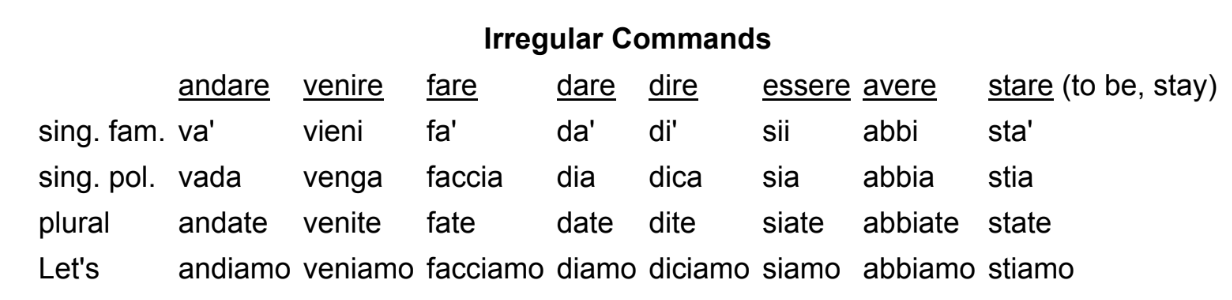 Irregular Commands
andare venire fare dare dire essere avere stare (to be, stay)
sing. fam. va' vieni fa' da' di' sii abbi sta'
sing. pol. vada venga faccia dia dica sia abbia stia
plural andate venite fate date dite siate abbiate state
Let's andiamo veniamo facciamo diamo diciamo siamo abbiamo stiamo